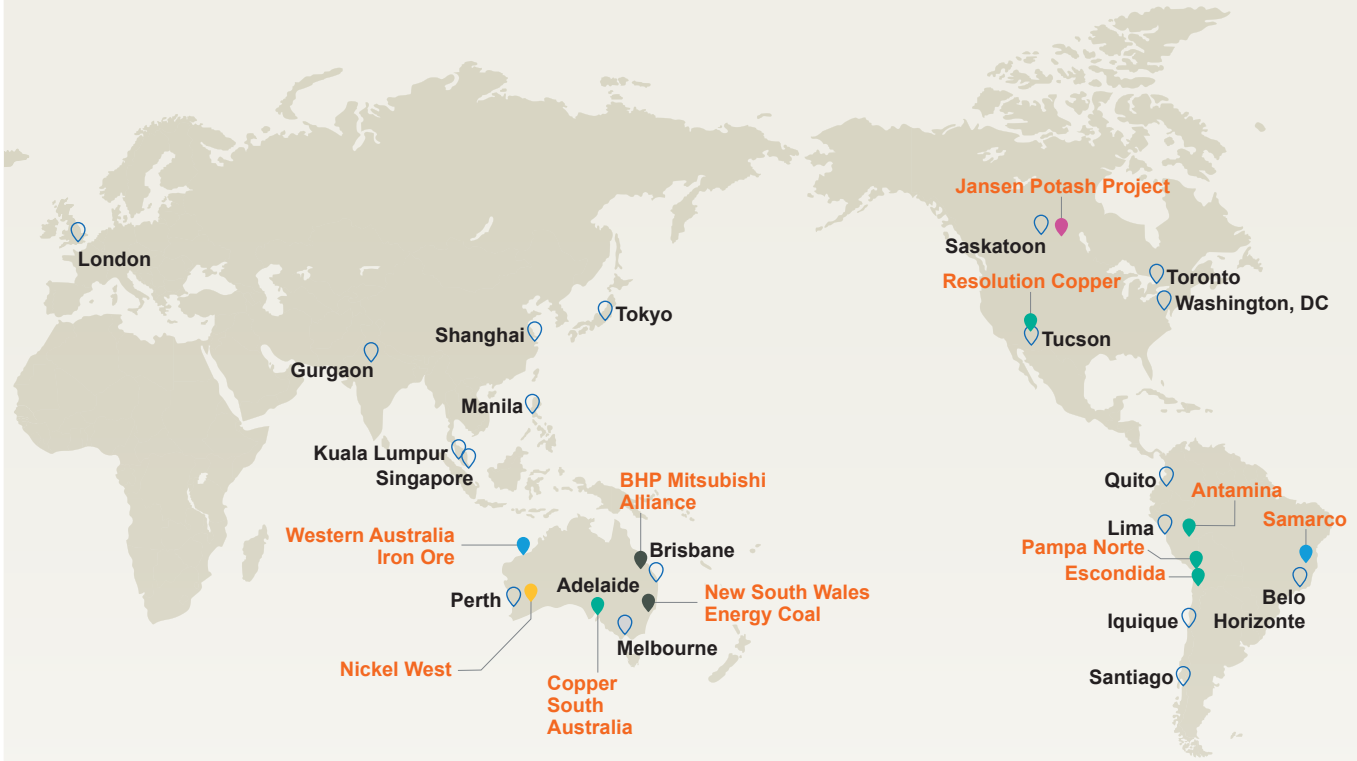 Jansen Potash Project
Saskatoon
London
Toronto
Resolution Copper
Washington, DC
Tokyo
Shanghai
Tucson
Gurgaon
Manila
Kuala Lumpur
Singapore
BHP Mitsubishi
Alliance
Quito
Antamina
Lima
Samarco
Western Australia
Iron Ore
Brisbane
Pampa Norte
Escondida
Adelaide
Perth
New South Wales
Energy Coal
Belo
Horizonte
Iquique
Melbourne
Nickel West
Santiago
Copper
South
Australia